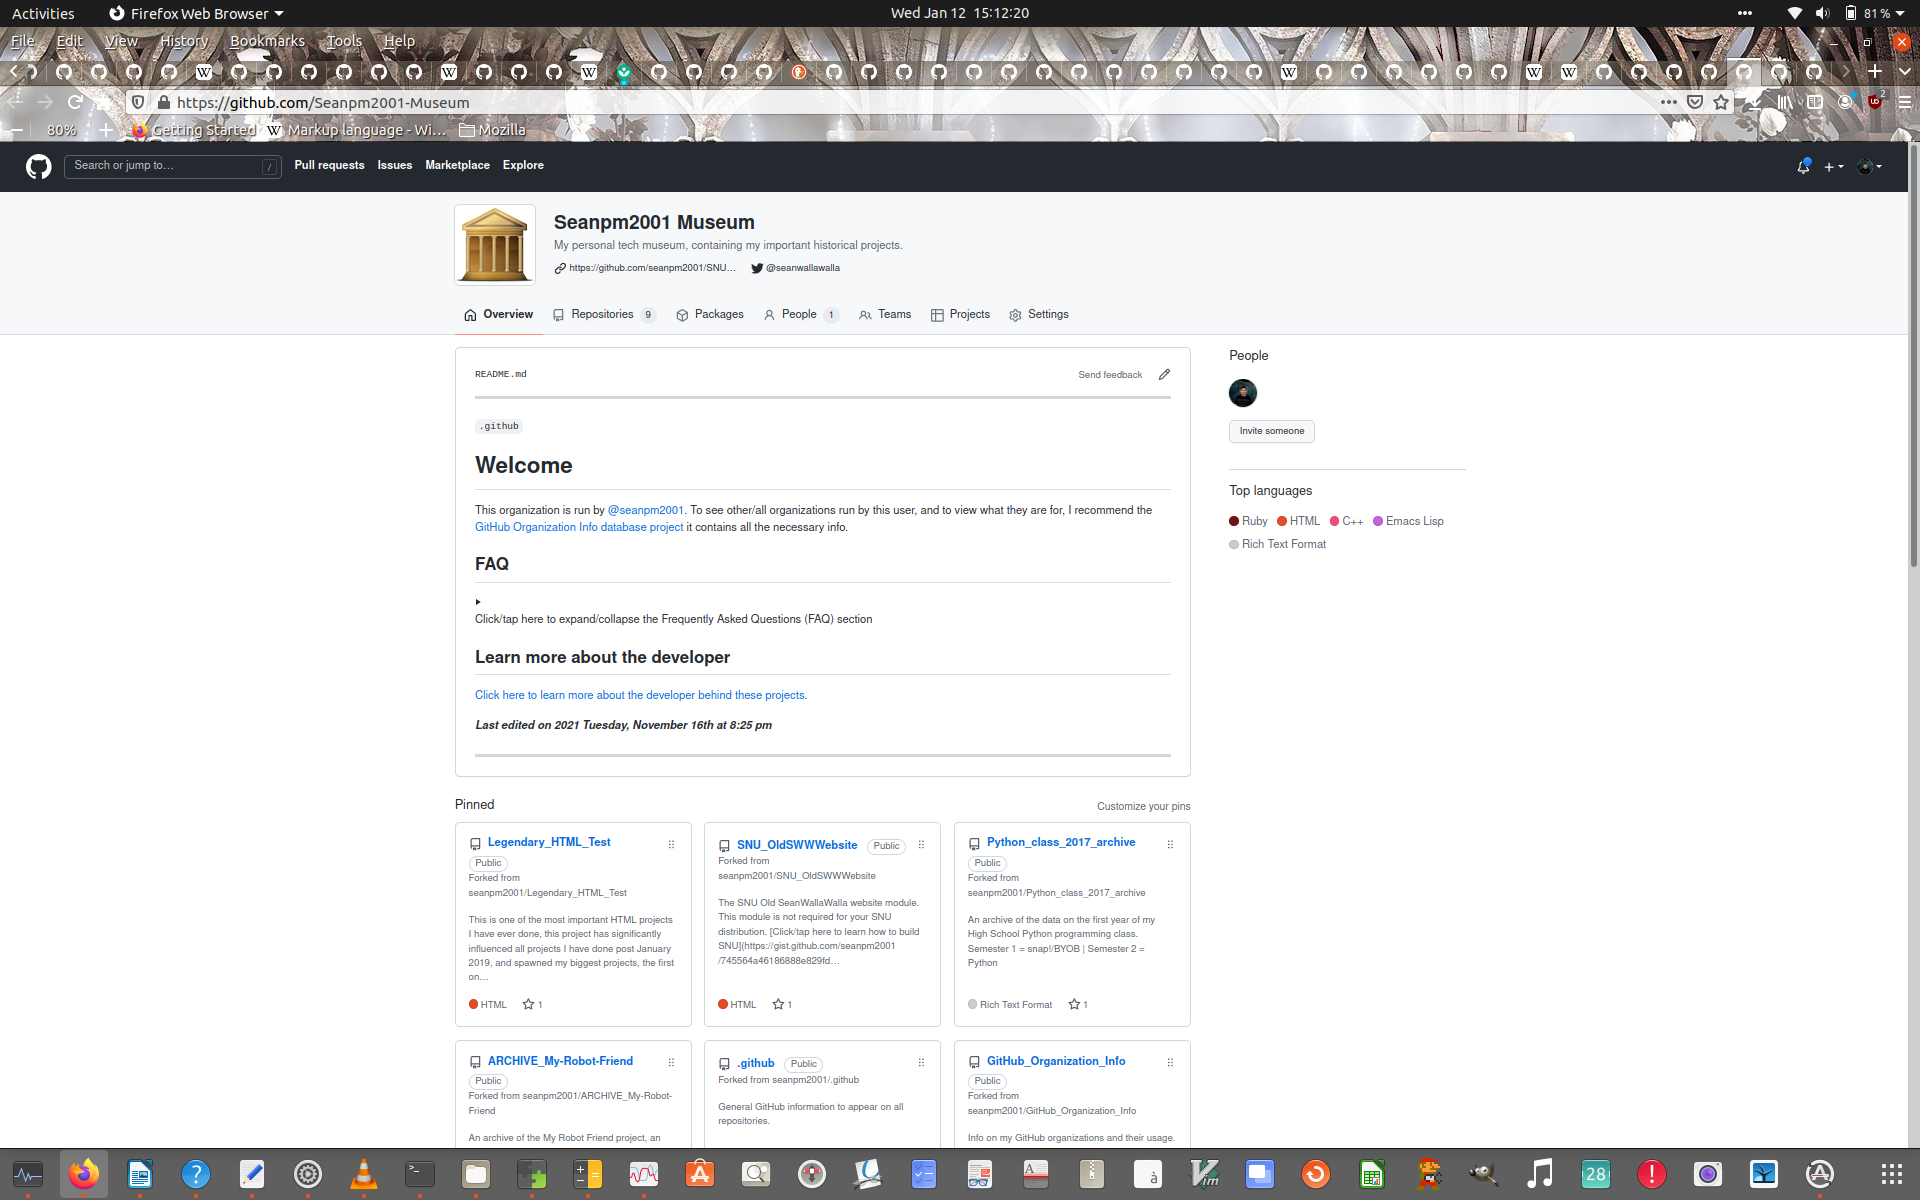 Activities
Firefox Web Browser
Wed Jan 12  15:12:20
81 %
File Edit View History Bookmarks Tools Help
https://github.com/Seanpm2001-Museum
2
80%
Getting Started
Markup language - Wi…
Mozilla
Search or jump to…
/
Pull requests
Issues
Marketplace
Explore
Seanpm2001 Museum
My personal tech museum, containing my important historical projects.
https://github.com/seanpm2001/SNU…
@seanwallawalla
Overview
Repositories 9
Packages
People 1
Teams
Projects
Settings
README.md
Send feedback
.github
Welcome
This organization is run by @seanpm2001. To see other/all organizations run by this user, and to view what they are for, I recommend the
GitHub Organization Info database project it contains all the necessary info.
FAQ
Click/tap here to expand/collapse the Frequently Asked Questions (FAQ) section
Learn more about the developer
Click here to learn more about the developer behind these projects.
Last edited on 2021 Tuesday, November 16th at 8:25 pm
People
Invite someone
Top languages
Ruby HTML C++ Emacs Lisp
Rich Text Format
Pinned
Customize your pins
Legendary_HTML_Test
Public
Forked from
seanpm2001/Legendary_HTML_Test
This is one of the most important HTML projects
I have ever done, this project has significantly
influenced all projects I have done post January
2019, and spawned my biggest projects, the first
on…
HTML 1
SNU_OldSWWWebsite Public
Forked from
seanpm2001/SNU_OldSWWWebsite
The SNU Old SeanWallaWalla website module.
This module is not required for your SNU
distribution. [Click/tap here to learn how to build
SNU](https://gist.github.com/seanpm2001
/745564a46186888e829fd…
HTML 1
Python_class_2017_archive
Public
Forked from
seanpm2001/Python_class_2017_archive
An archive of the data on the first year of my
High School Python programming class.
Semester 1 = snap!/BYOB | Semester 2 =
Python
Rich Text Format 1
ARCHIVE_My-Robot-Friend
Public
Forked from seanpm2001/ARCHIVE_My-Robot-
Friend
An archive of the My Robot Friend project, an
.github Public
Forked from seanpm2001/.github
General GitHub information to appear on all
repositories.
GitHub_Organization_Info
Public
Forked from
seanpm2001/GitHub_Organization_Info
Info on my GitHub organizations and their usage.
28